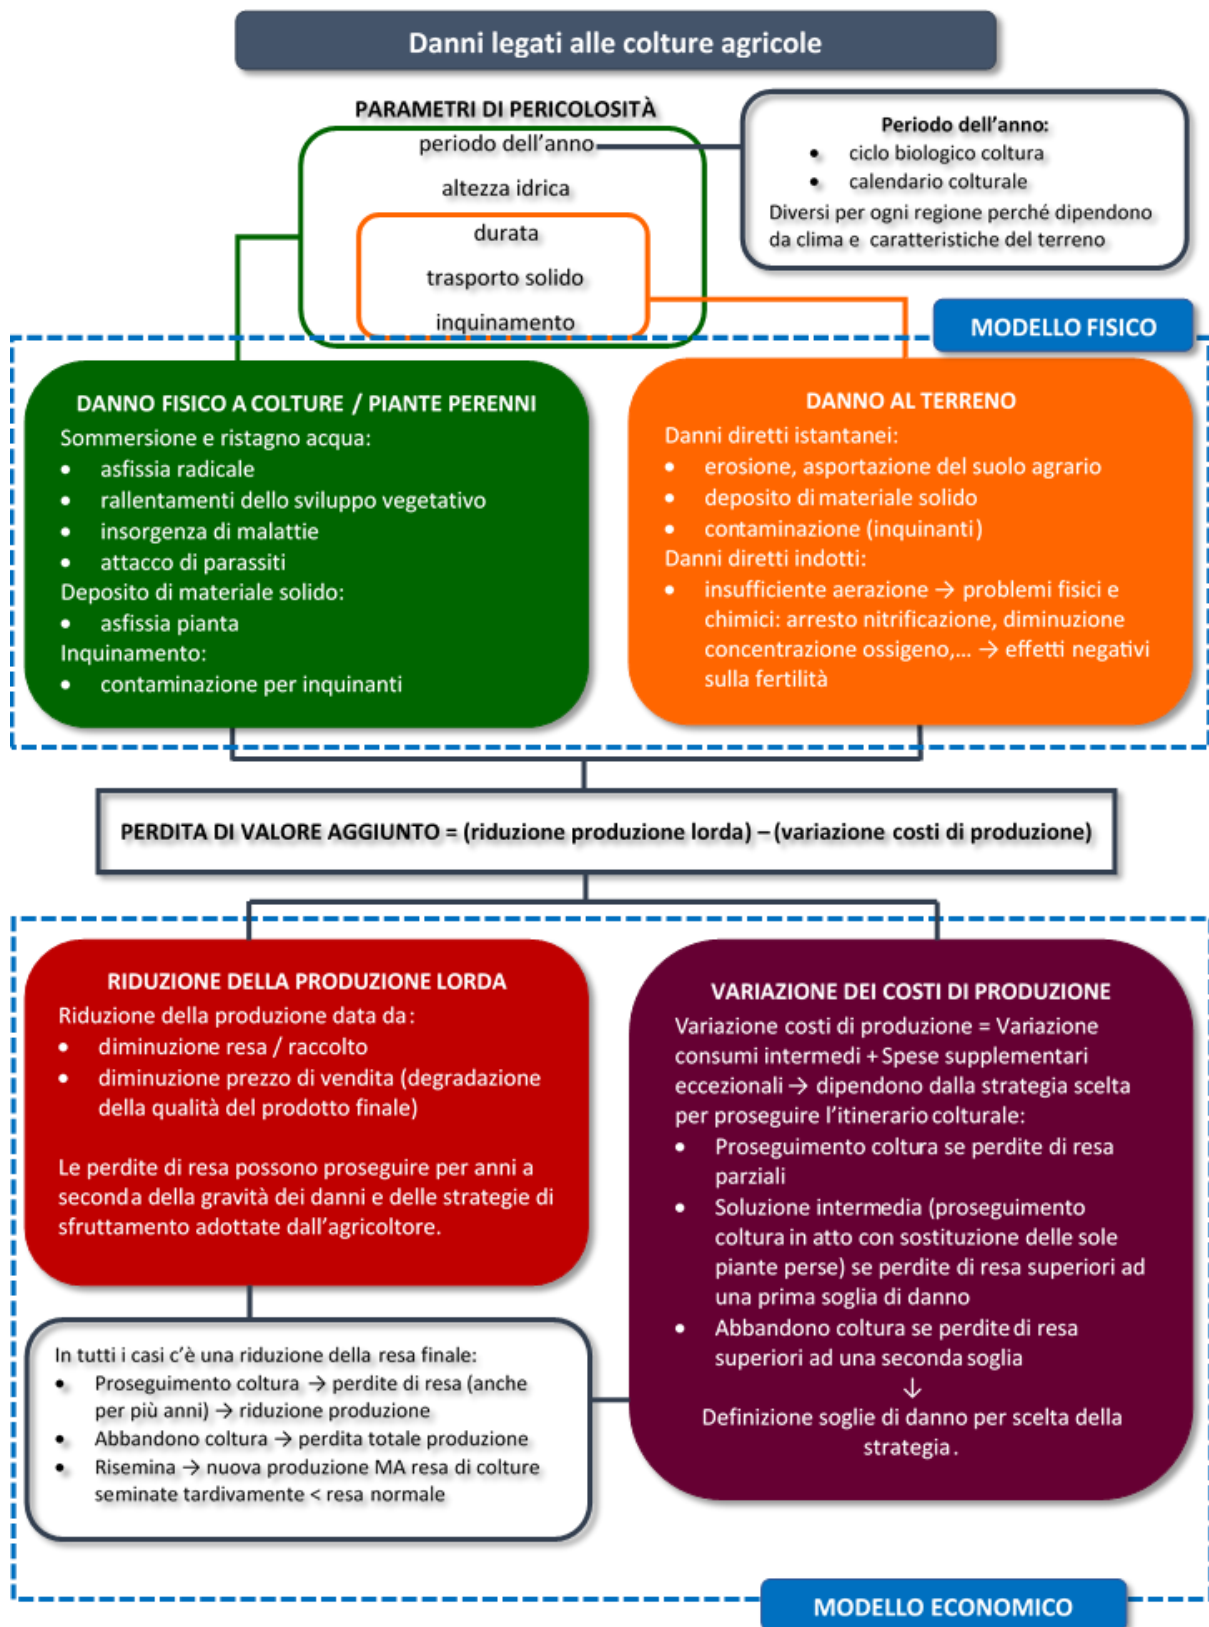 Danni legati alle colture agricole
PARAMETRI DI PERICOLOSITÀ
periodo dell'anno
altezza idrica
durata
trasporto solido
inquinamento
Periodo dell'anno:
• ciclo biologico coltura
• calendario colturale
Diversi per ogni regione perché dipendono
da clima e caratteristiche del terreno
MODELLO FISICO
DANNO FISICO A COLTURE / PIANTE PERENNI
Sommersione e ristagno acqua:
• asfissia radicale
• rallentamenti dello sviluppo vegetativo
• insorgenza di malattie
• attacco di parassiti
Deposito di materiale solido:
• asfissia pianta
Inquinamento:
• contaminazione per inquinanti
DANNO AL TERRENO
Danni diretti istantanei:
• erosione, asportazione del suolo agrario
• deposito di materiale solido
• contaminazione (inquinanti)
Danni diretti indotti:
• insufficiente aerazione → problemi fisici e
chimici: arresto nitrificazione, diminuzione
concentrazione ossigeno,... → effetti negativi
sulla fertilità
PERDITA DI VALORE AGGIUNTO = (riduzione produzione lorda) – (variazione costi di produzione)
RIDUZIONE DELLA PRODUZIONE LORDA
Riduzione della produzione data da:
• diminuzione resa / raccolto
• diminuzione prezzo di vendita (degradazione
della qualità del prodotto finale)
Le perdite di resa possono proseguire per anni a
seconda della gravità dei danni e delle strategie di
sfruttamento adottate dall'agricoltore.
In tutti i casi c'è una riduzione della resa finale:
• Proseguimento coltura → perdite di resa (anche
per più anni) → riduzione produzione
• Abbandono coltura → perdita totale produzione
• Risemina → nuova produzione MA resa di colture
seminate tardivamente < resa normale
VARIAZIONE DEI COSTI DI PRODUZIONE
Variazione costi di produzione = Variazione
consumi intermedi + Spese supplementari
eccezionali → dipendono dalla strategia scelta
per proseguire l'itinerario colturale:
• Proseguimento coltura se perdite di resa
parziali
• Soluzione intermedia (proseguimento
coltura in atto con sostituzione delle sole
piante perse) se perdite di resa superiori ad
una prima soglia di danno
• Abbandono coltura se perdite di resa
superiori ad una seconda soglia
↓
Definizione soglie di danno per scelta della
strategia.
MODELLO ECONOMICO